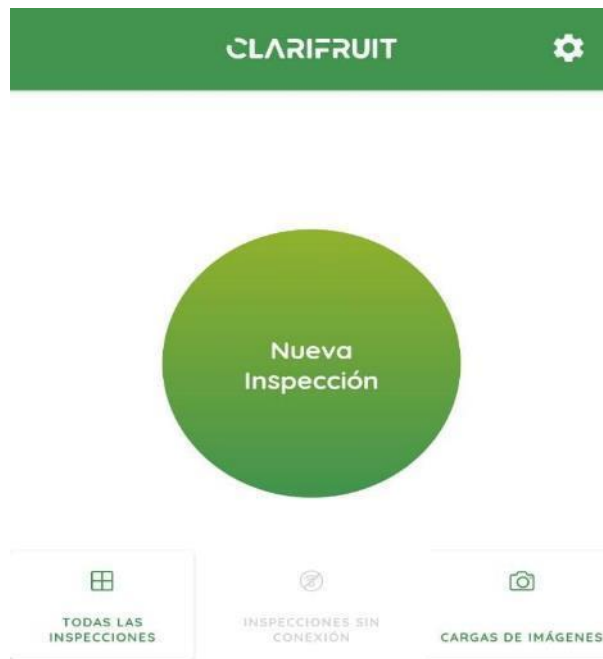 CLARIFRUIT
Nueva
Inspección
TODAS LAS
INSPECCIONES
INSPECCIONES SIN
CONEXIÓN
CARGAS DE IMÁGENES